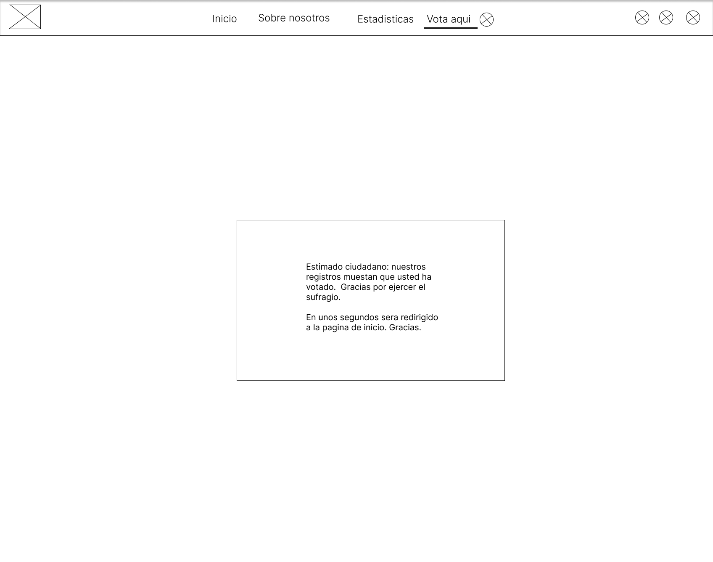 Inicio Sobre nosotros Estadisticas Vota aqui
Estimado ciudadano: nuestros
registros muestan que usted ha
votado. Gracias por ejercer el
sufragio.
En unos segundos sera redirigido
a la pagina de inicio. Gracias.